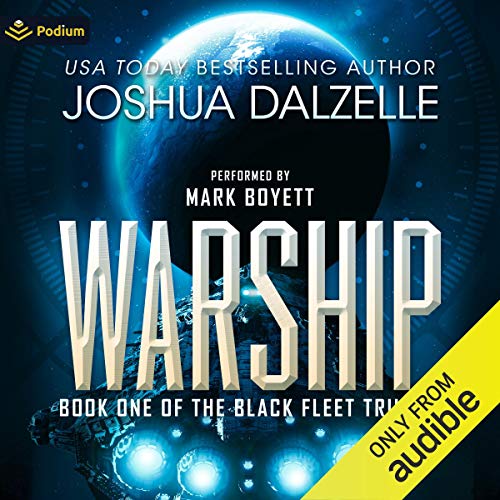 Podium
USA TODAY BESTSELLING AUTHOR
JOSHUA DALZELLE
PERFORMED BY
MARK BOYETT
WARSHIP
BOOK ONE OF THE BLACK FLEET
ONLY FROM
audible